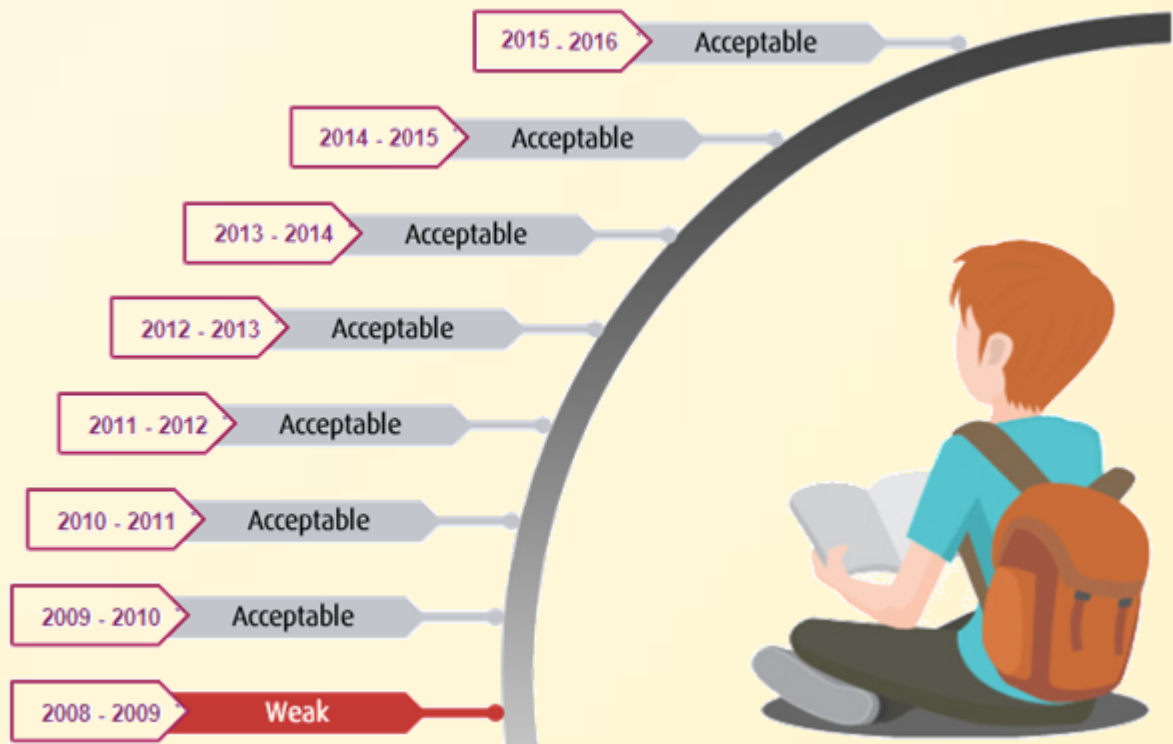 2015 - 2016 Acceptable
2014 - 2015 Acceptable
2013 - 2014 Acceptable
2012 - 2013 Acceptable
2011 - 2012 Acceptable
2010 - 2011 Acceptable
2009 - 2010 Acceptable
2008 - 2009 Weak